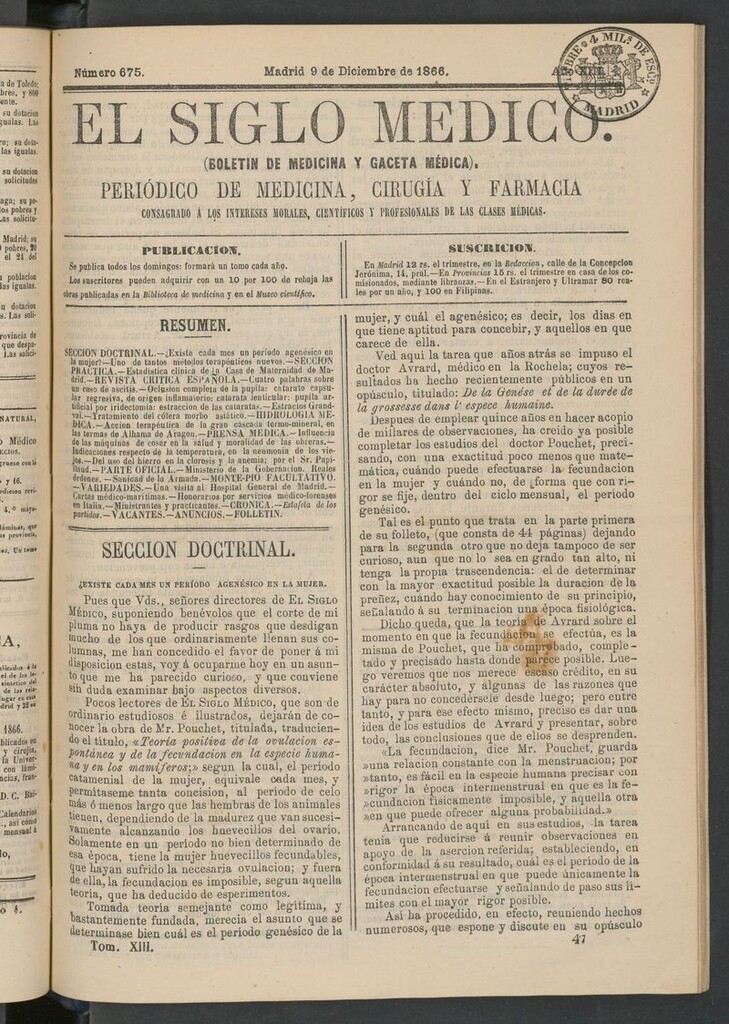 Número 675.
Madrid 9 de Diciembre de 1866.
TIMBRE 4 MILS DE ESCO
MADRID
EL SIGLO MEDICO.
(BOLETIN DE MEDICINA Y GACETA MÉDICA).
PERIÓDICO DE MEDICINA, CIRUGÍA Y FARMACIA
CONSAGRADO Á LOS INTERESES MORALES, CIENTÍFICOS Y PROFESIONALES DE LAS CLASES MÉDICAS.
PUBLICACION.
Se publica todos los domingos: formará un tomo cada año.
Los suscritores pueden adquirir con un 10 por 100 de rebaja las
obras publicadas en la Biblioteca de medicina y en el Museo científico.
SUSCRICION.
En Madrid 12 rs. el trimestre, en la Redaccion, calle de la Concepcion
Jerónima, 14, pral.—En Provincias 15 rs. el trimestre en casa de los co-
misionados, mediante libranzas.—En el Estranjero y Ultramar 80 rea-
les por un año, y 100 en Filipinas.
RESUMEN.
SECCION DOCTRINAL.—¿Existe cada mes un período agenésico en
la mujer?—Uno de tantos métodos terapéuticos nuevos.—SECCION
PRÁCTICA.—Estadística clínica de la Casa de Maternidad de Ma-
drid.—REVISTA CRITICA ESPAÑOLA.—Cuatro palabras sobre
un caso de ascitis.—Oclusion completa de la pupila: catarato capsu-
lar regresiva, de origen inflamatorio: catarata lenticular: pupila ar-
tificial por iridectomía: estraccion de las cataratas.—Estracios Grand-
val.—Tratamiento del cólera morbo asiático.—HIDROLOGIA ME-
DICA.—Accion terapéutica de la gran cascada termo-mineral, en
las termas de Alhama de Aragon.—PRENSA MEDICA.—Influencia
de las máquinas de coser en la salud y moralidad de las obreras.—
Indicaciones respecto de la temperatura, en la neumonia de los vie-
jos.—Del uso del hierro en la clorosis y la anemia; por el Sr. Papi-
llaud.—PARTE OFICIAL.—Ministerio de la Gobernacion. Reales
órdenes.—Sanidad de la Armada.—MONTE-PIO FACULTATIVO.
—VARIEDADES.—Una visita al Hospital General de Madrid.—
Cartas médico-marítimas.—Honorarios por servicios médico-forenses
en Italia.—Ministrantes y practicantes.—CRONICA.—Estafeta de los
partidos.—VACANTES.—ANUNCIOS.—FOLLETIN.
SECCION DOCTRINAL.
¿EXISTE CADA MES UN PERÍODO AGENÉSICO EN LA MUJER.
Pues que Vds., señores directores de EL SIGLO
MÉDICO, suponiendo benévolos que el corte de mi
pluma no haya de producir rasgos que desdigan
mucho de los que ordinariamente llenan sus co-
lumnas, me han concedido el favor de poner á mi
disposicion estas, voy á ocuparme hoy en un asun-
to que me ha parecido curioso, y que conviene
sin duda examinar bajo aspectos diversos.
Pocos lectores de EL SIGLO MÉDICO, que son de
ordinario estudiosos é ilustrados, dejarán de co-
nocer la obra de Mr. Pouchet, titulada, traducien-
do el título, «Teoría positiva de la ovulacion es-
pontánea y de la fecundacion en la especie huma-
na y en los mamíferos;» segun la cual, el período
catamenial de la mujer, equivale cada mes, y
permítaseme tanta concision, al período de celo
más ó menos largo que las hembras de los animales
tienen, dependiendo de la madurez que van sucesi-
vamente alcanzando los huevecillos del ovario.
Solamente en un período no bien determinado de
esa época, tiene la mujer huevecillos fecundables,
que hayan sufrido la necesaria ovulacion; y fuera
de ella, la fecundacion es imposible, segun aquella
teoría, que ha deducido de esperimentos.
Tomada teoría semejante como legítima, y
bastantemente fundada, merecia el asunto que se
determinase bien cuál es el período genésico de la
Tom. XIII.
mujer, y cuál el agenésico; es decir, los dias en
que tiene aptitud para concebir, y aquellos en que
carece de ella.
Ved aquí la tarea que años atrás se impuso el
doctor Avrard, médico en la Rochela; cuyos re-
sultados ha hecho recientemente públicos en un
opúsculo, titulado: De la Genése et de la durée de
la grossesse dans l' espece humaine.
Despues de emplear quince años en hacer acopio
de millares de observaciones, ha creido ya posible
completar los estudios del doctor Pouchet, preci-
sando, con una exactitud poco menos que mate-
mática, cuándo puede efectuarse la fecundacion
en la mujer y cuándo no, de forma que con ri-
gor se fije, dentro del ciclo mensual, el período
genésico.
Tal es el punto que trata en la parte primera
de su folleto, (que consta de 44 páginas) dejando
para la segunda otro que no deja tampoco de ser
curioso, aun que no lo sea en grado tan alto, ni
tenga la propia trascendencia: el de determinar
con la mayor exactitud posible la duracion de la
preñez, cuando hay conocimiento de su principio,
señalando á su terminacion una época fisiológica.
Dicho queda, que la teoría de Avrard sobre el
momento en que la fecundacion se efectúa, es la
misma de Pouchet, que ha comprobado, comple-
tado y precisado hasta donde parece posible. Lue-
go veremos que nos merece escaso crédito, en su
carácter absoluto, y algunas de las razones que
hay para no concedérsele desde luego; pero entre
tanto, y para ese efecto mismo, preciso es dar una
idea de los estudios de Avrard y presentar, sobre
todo, las conclusiones que de ellos se desprenden.
«La fecundacion, dice Mr. Pouchet, guarda
»una relacion constante con la menstruacion; por
»tanto, es fácil en la especie humana precisar con
»rigor la época intermenstrual en que es la fe-
»cundacion físicamente imposible, y aquella otra
»en que puede ofrecer alguna probabilidad.»
Arrancando de aquí en sus estudios, la tarea
tenia que reducirse á reunir observaciones en
apoyo de la asercion referida; estableciendo, en
conformidad á su resultado, cuál es el período de la
época intermenstrual en que puede únicamente la
fecundacion efectuarse y señalando de paso sus lí-
mites con el mayor rigor posible.
Así ha procedido, en efecto, reuniendo hechos
numerosos, que espone y discute en su opúsculo
47